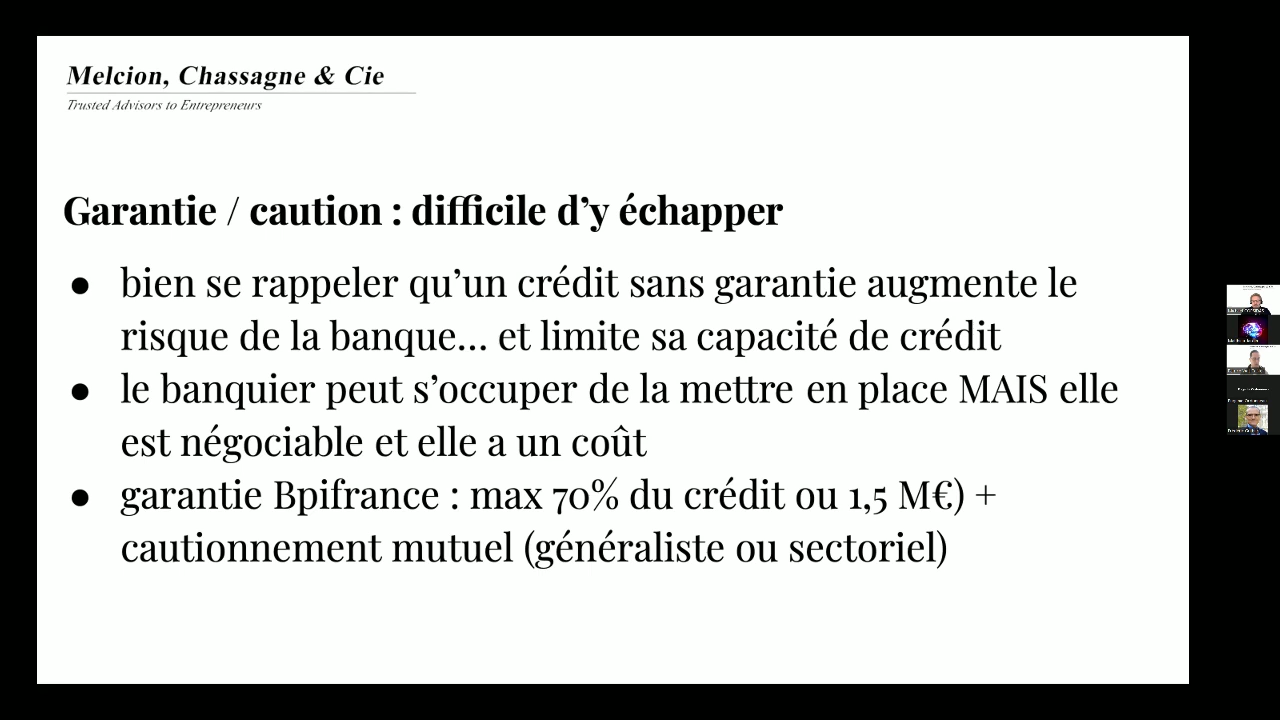 Melcion, Chassagne & Cie
Trusted Advisors to Entrepreneurs
Garantie / caution : difficile d’y échapper
● bien se rappeler qu’un crédit sans garantie augmente le
risque de la banque... et limite sa capacité de crédit
● le banquier peut s’occuper de la mettre en place MAIS elle
est négociable et elle a un coût
● garantie Bpifrance : max 70% du crédit ou 1,5 M€) +
cautionnement mutuel (généraliste ou sectoriel)